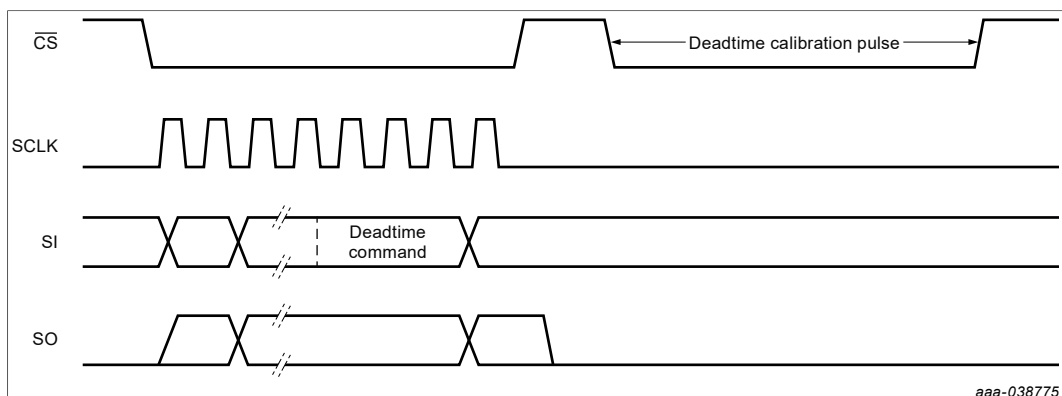 CS
Deadtime calibration pulse
SCLK
SI
Deadtime
command
SO
aaa-038775